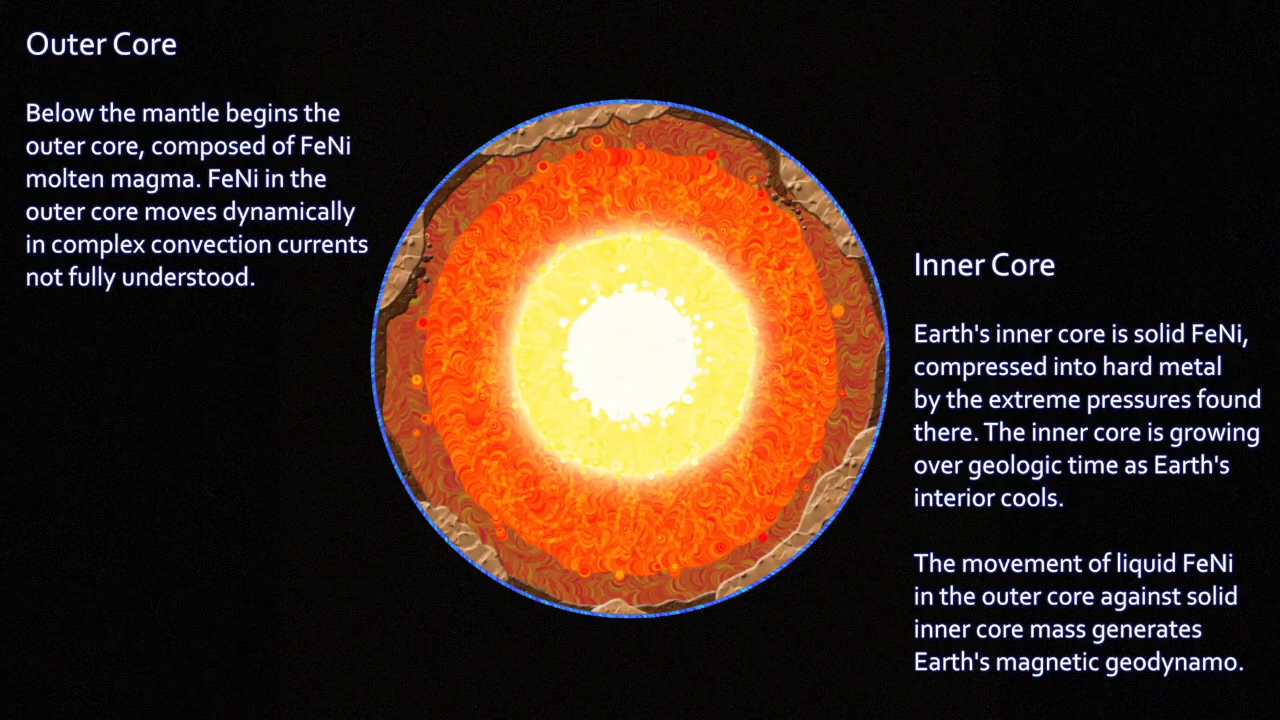 Outer Core
Below the mantle begins the
outer core, composed of FeNi
molten magma. FeNi in the
outer core moves dynamically
in complex convection currents
not fully understood.
Inner Core
Earth's inner core is solid FeNi,
compressed into hard metal
by the extreme pressures found
there. The inner core is growing
over geologic time as Earth's
interior cools.
The movement of liquid FeNi
in the outer core against solid
inner core mass generates
Earth's magnetic geodynamo.